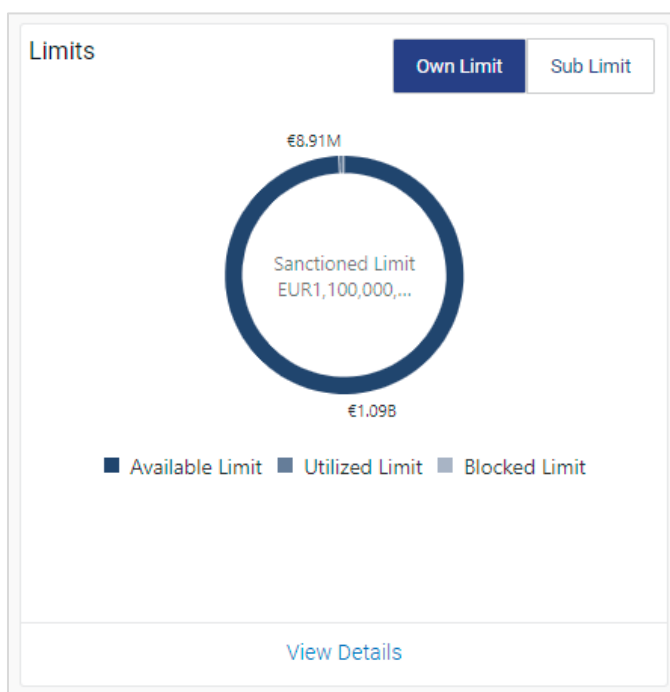 Limits
Own Limit
Sub Limit
€8.91M
Sanctioned Limit
EUR1,100,000,...
€1.09B
Available Limit
Utilized Limit
Blocked Limit
View Details